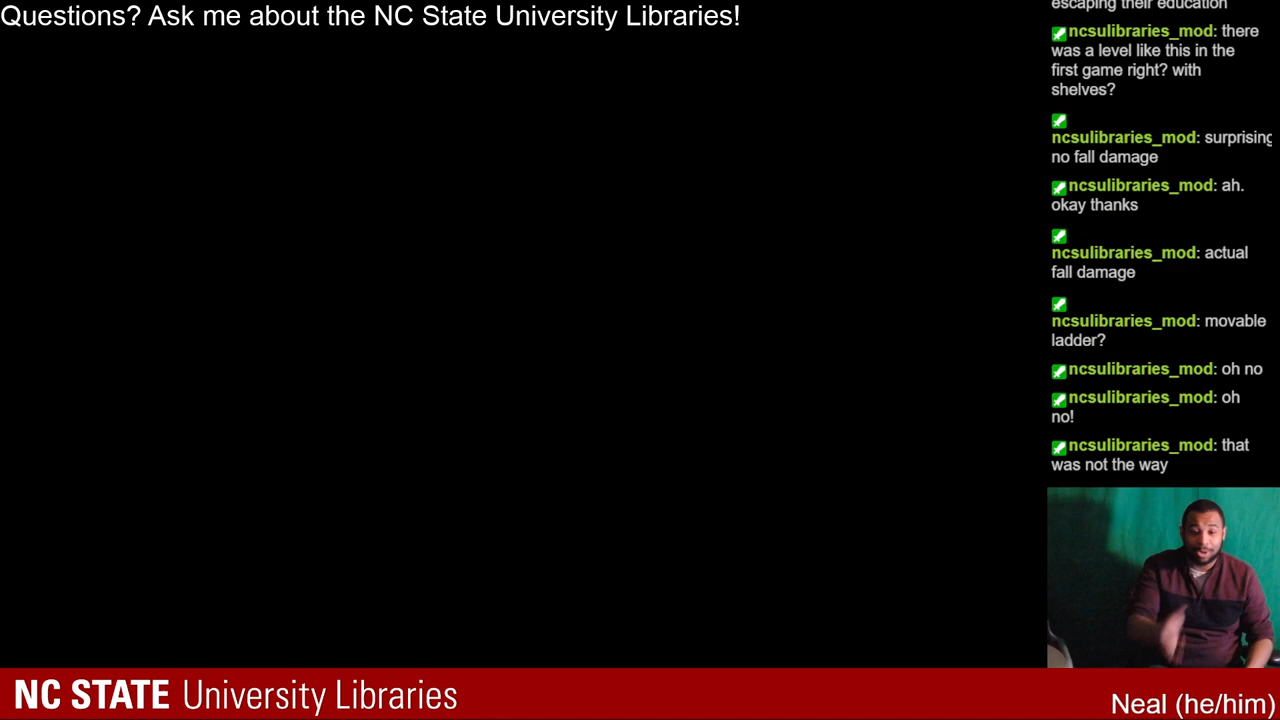 Questions? Ask me about the NC State University Libraries!
escaping their education
ncsulibraries_mod: there
was a level like this in the
first game right? with
shelves?
ncsulibraries_mod: surprising
no fall damage
ncsulibraries_mod: ah.
okay thanks
ncsulibraries_mod: actual
fall damage
ncsulibraries_mod: movable
ladder?
ncsulibraries_mod: oh no
ncsulibraries_mod: oh
no!
ncsulibraries_mod: that
was not the way
NC STATE University Libraries
Neal (he/him)